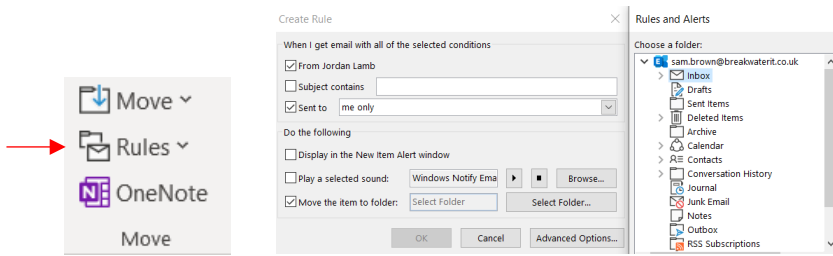 Move
Rules
OneNote
Move
Create Rule
When I get email with all of the selected conditions
From Jordan Lamb
Subject contains
Sent to me only
Do the following
Display in the New Item Alert window
Play a selected sound: Windows Notify Ema Browse...
Move the item to folder: Select Folder Select Folder...
OK Cancel Advanced Options...
Rules and Alerts
Choose a folder:
sam.brown@breakwaterit.co.uk
Inbox
Drafts
Sent Items
Deleted Items
Archive
Calendar
Contacts
Conversation History
Journal
Junk Email
Notes
Outbox
RSS Subscriptions